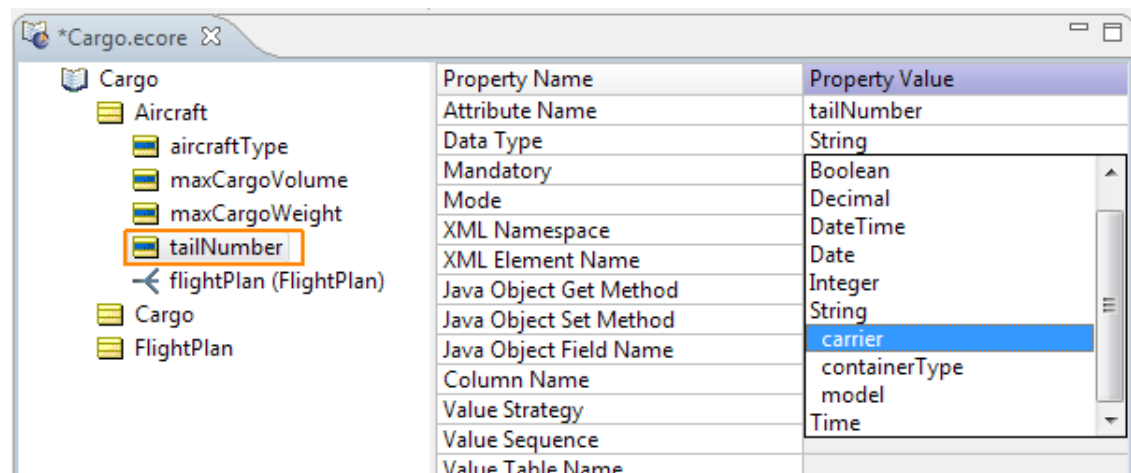 *Cargo.ecore
Cargo
Aircraft
aircraftType
maxCargoVolume
maxCargoWeight
tailNumber
flightPlan (FlightPlan)
Cargo
FlightPlan
Property Name Property Value
Attribute Name tailNumber
Data Type String
Mandatory
Mode
XML Namespace
XML Element Name
Java Object Get Method
Java Object Set Method
Java Object Field Name
Column Name
Value Strategy
Value Sequence
Value Table Name
Boolean
Decimal
DateTime
Date
Integer
String
carrier
containerType
model
Time